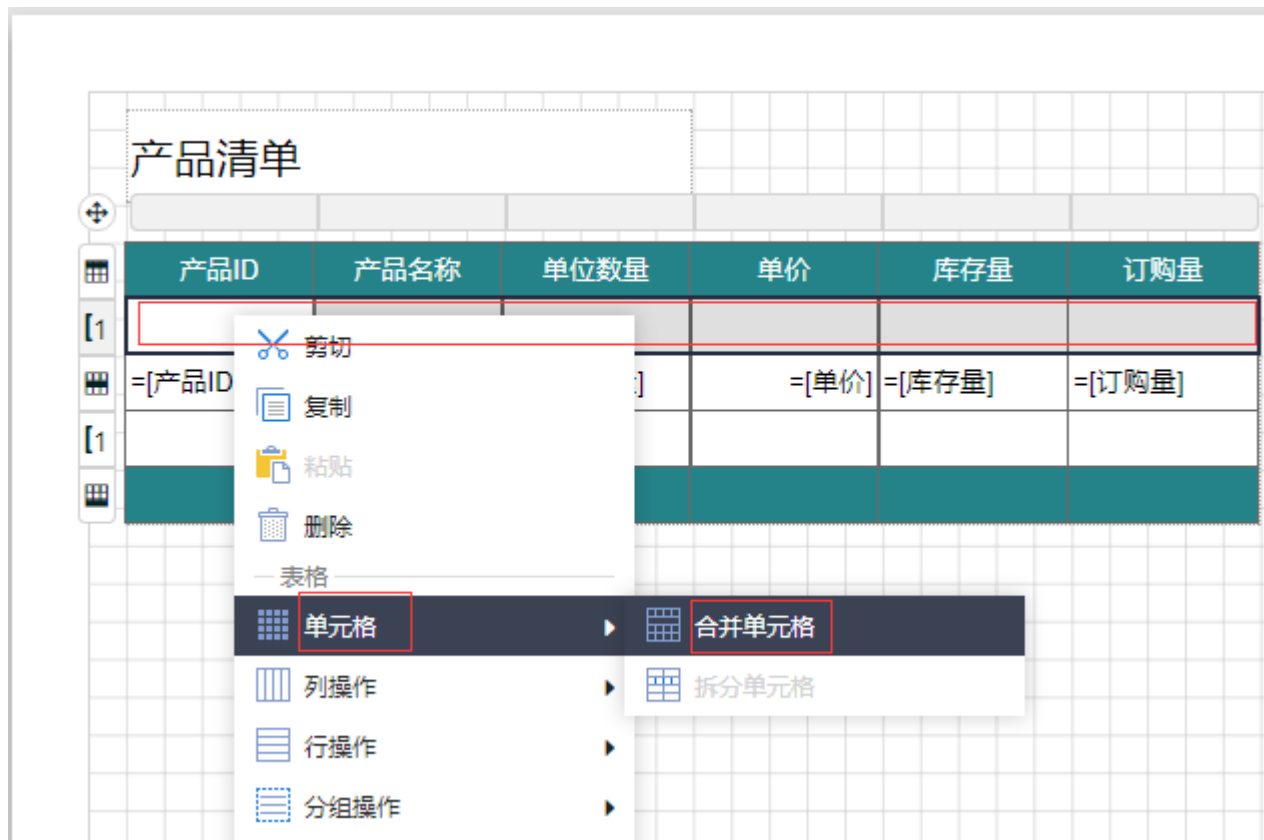 产品清单
产品ID 产品名称 单位数量 单价 库存量 订购量
[1
剪切
=[产品ID ] =[单价] =[库存量] =[订购量]
复制
[1
粘贴
删除
表格
单元格 合并单元格
列操作 拆分单元格
行操作
分组操作